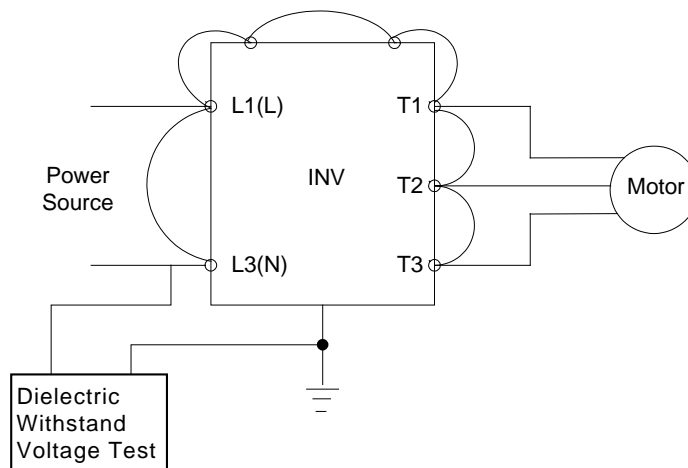 L1(L)
T1
INV
Power
Source
T2
Motor
L3(N)
T3
Dielectric
Withstand
Voltage Test